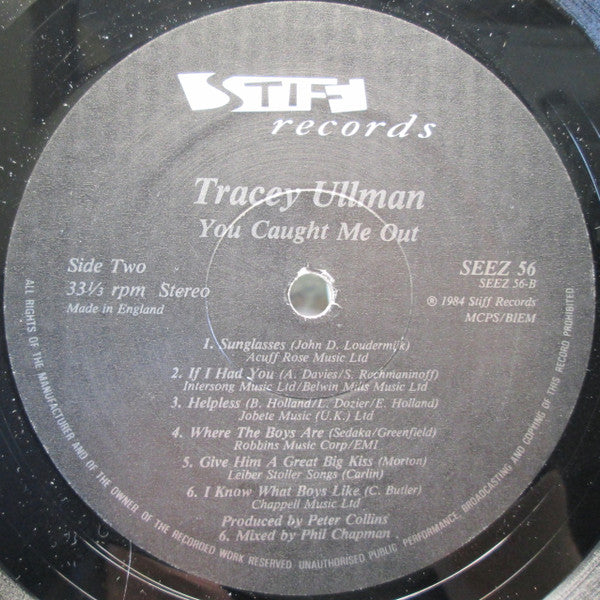 STIFF
records
Tracey Ullman
You Caught Me Out
Side Two
33⅓ rpm Stereo
Made in England
SEEZ 56
SEEZ 56-B
℗ 1984 Stiff Records
MCPS/BIEM
1. Sunglasses (John D. Loudermilk)
Acuff Rose Music Ltd
2. If I Had You (A. Davies/S. Rachmaninoff)
Intersong Music Ltd/Belwin Mills Music Ltd
3. Helpless (B. Holland/L. Dozier/E. Holland)
Jobete Music (U.K.) Ltd
4. Where The Boys Are (Sedaka/Greenfield)
Robbins Music Corp/EMI
5. Give Him A Great Big Kiss (Morton)
Leiber Stoller Songs (Carlin)
6. I Know What Boys Like (C. Butler)
Chappell Music Ltd
Produced by Peter Collins
6. Mixed by Phil Chapman
ALL RIGHTS OF THE MANUFACTURER AND OF THE OWNER OF THE RECORDED WORK RESERVED. UNAUTHORISED PUBLIC PERFORMANCE, BROADCASTING AND COPYING OF THIS RECORD PROHIBITED